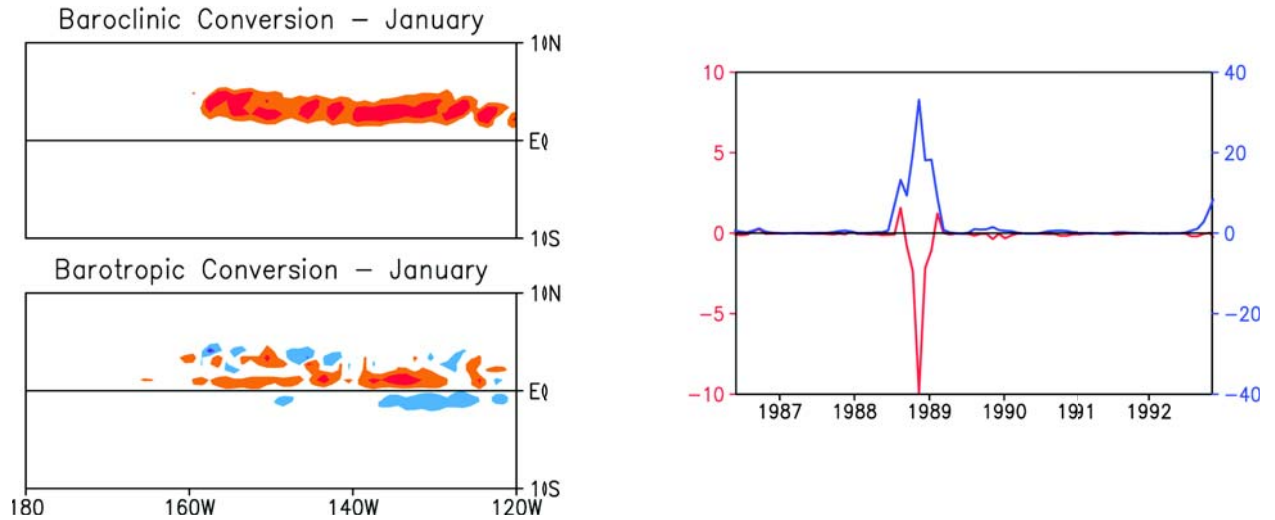 Baroclinic Conversion – January
10N
EQ
10S
Barotropic Conversion – January
10N
EQ
10S
180 160W 140W 120W
10 40
5 20
0 0
−5 −20
−10 −40
1987 1988 1989 1990 1991 1992